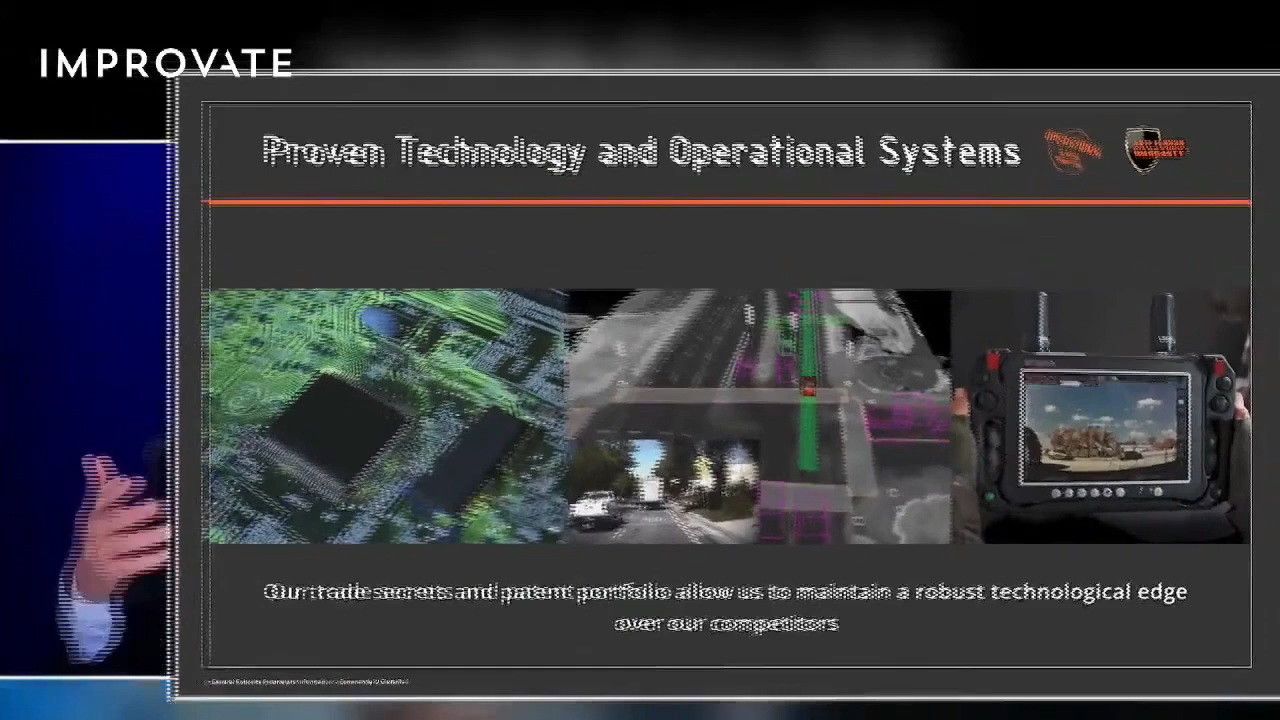 IMPROVATE
Proven Technology and Operational Systems
Our trade secrets and patent portfolio allow us to maintain a robust technological edge
over our competitors